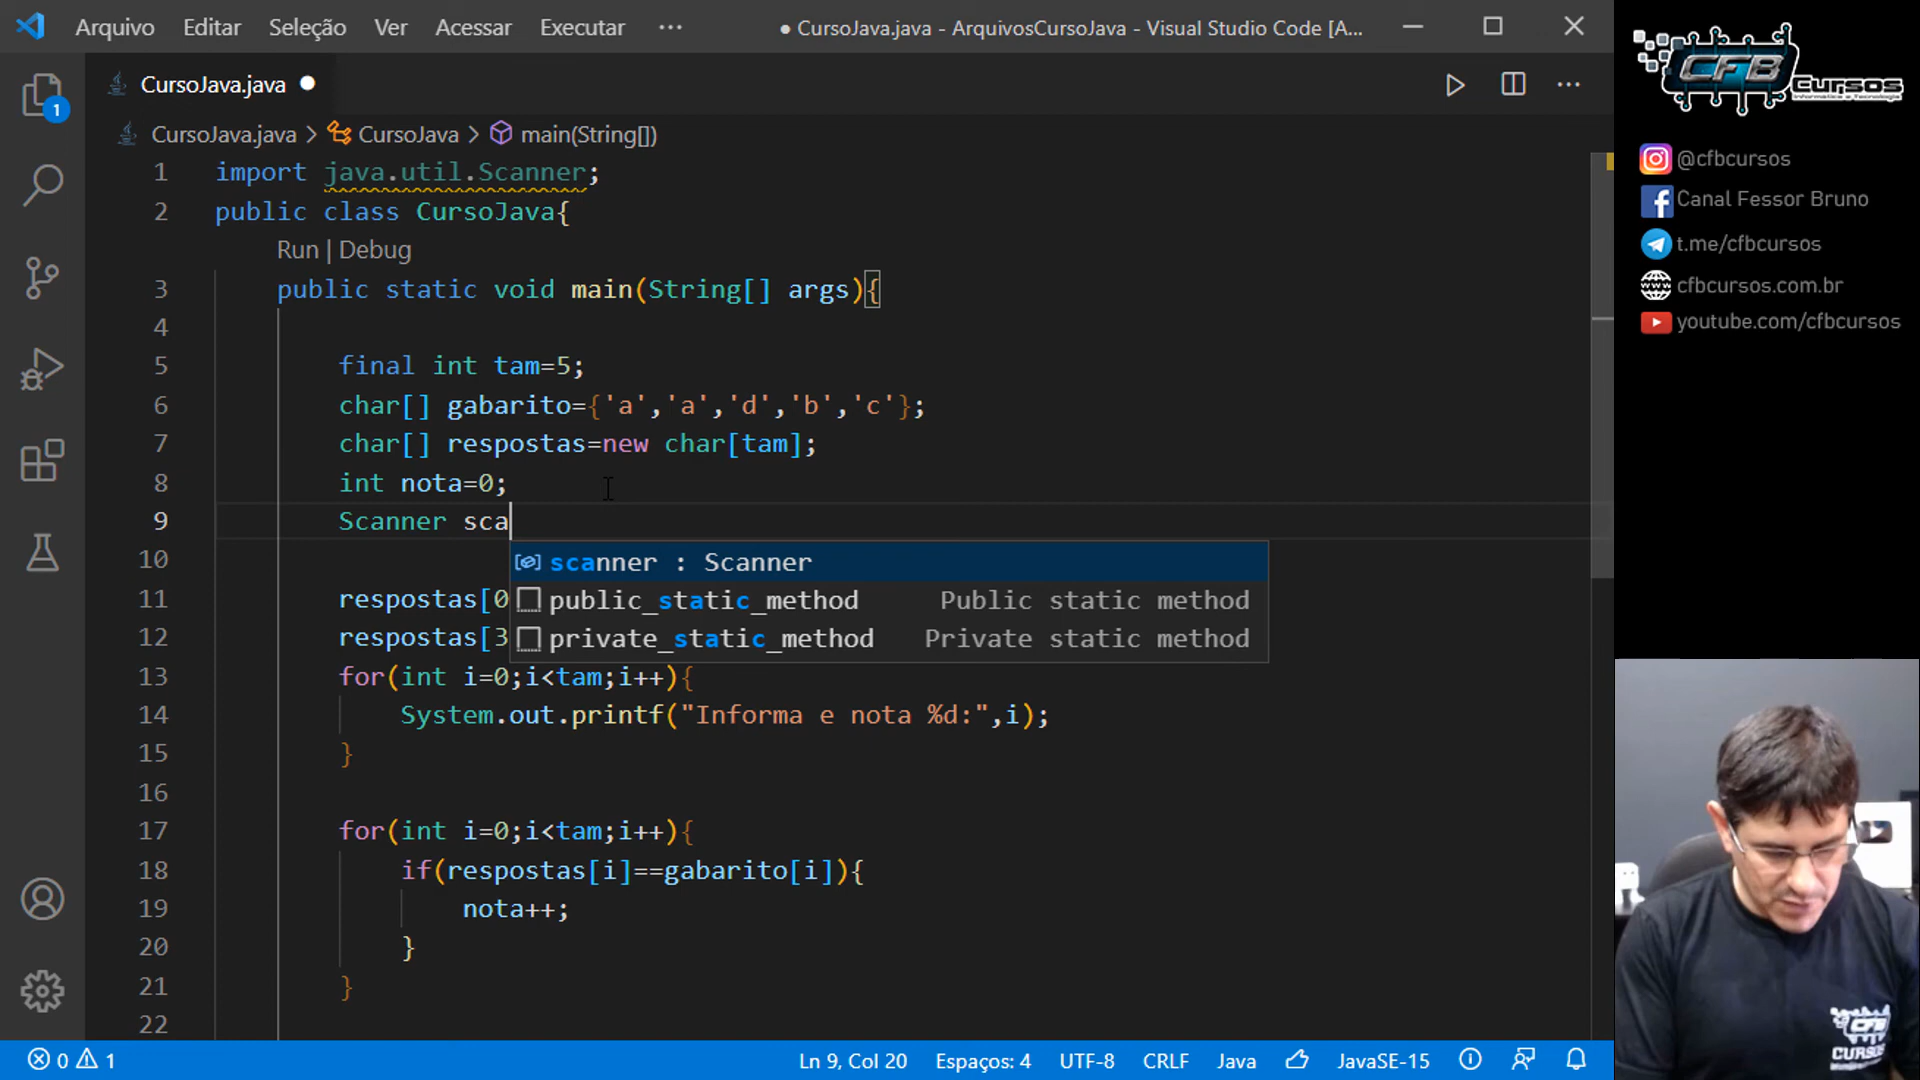 Arquivo Editar Seleção Ver Acessar Executar ··· ● CursoJava.java - ArquivosCursoJava - Visual Studio Code [A...
CursoJava.java ●
CursoJava.java > CursoJava > main(String[])
1 import java.util.Scanner;
2 public class CursoJava{
Run | Debug
3 public static void main(String[] args){
4
5 final int tam=5;
6 char[] gabarito={'a','a','d','b','c'};
7 char[] respostas=new char[tam];
8 int nota=0;
9 Scanner sca
scanner : Scanner
public_static_method Public static method
private_static_method Private static method
10
11 respostas[0
12 respostas[3
13 for(int i=0;i<tam;i++){
14 System.out.printf("Informa e nota %d:",i);
15 }
16
17 for(int i=0;i<tam;i++){
18 if(respostas[i]==gabarito[i]){
19 nota++;
20 }
21 }
22
1
0 1 Ln 9, Col 20 Espaços: 4 UTF-8 CRLF Java JavaSE-15
CFB Cursos
@cfbcursos
Canal Fessor Bruno
t.me/cfbcursos
cfbcursos.com.br
youtube.com/cfbcursos
CFB
CURSOS